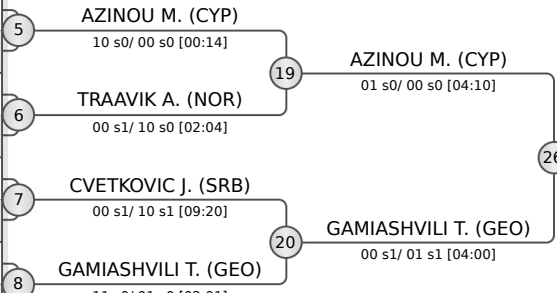 5
AZINOU M. (CYP)
10 s0/ 00 s0 [00:14]
19
AZINOU M. (CYP)
01 s0/ 00 s0 [04:10]
6
TRAAVIK A. (NOR)
00 s1/ 10 s0 [02:04]
26
7
CVETKOVIC J. (SRB)
00 s1/ 10 s1 [09:20]
20
GAMIASHVILI T. (GEO)
00 s1/ 01 s1 [04:00]
8
GAMIASHVILI T. (GEO)